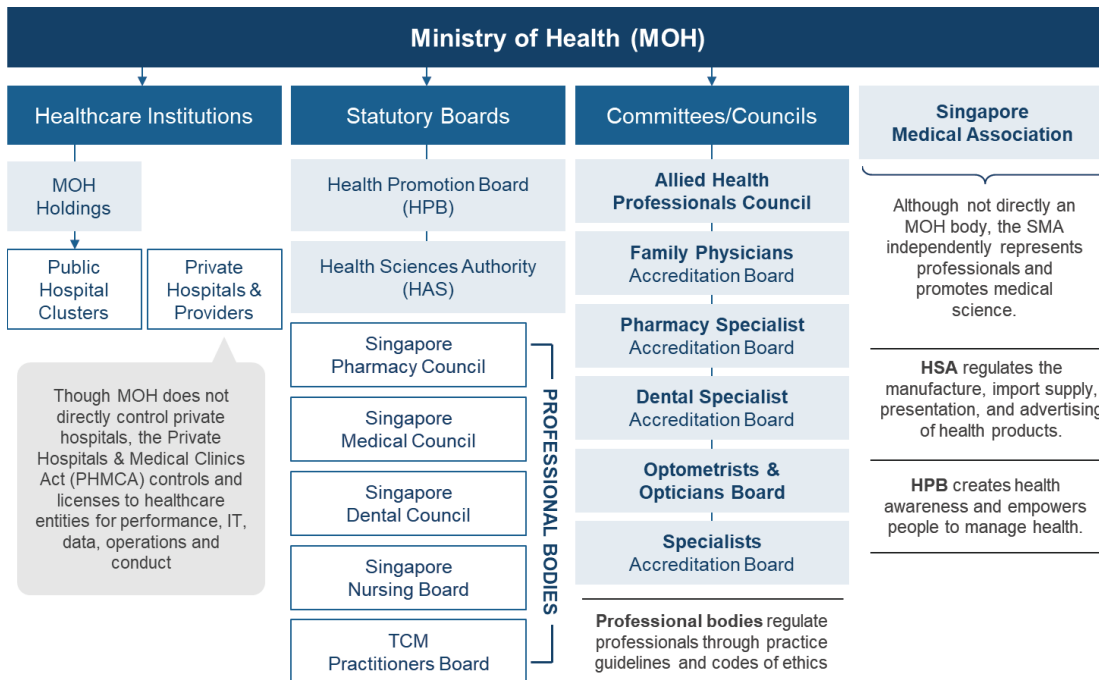 Ministry of Health (MOH)
Healthcare Institutions
MOH
Holdings
Public
Hospital
Clusters
Private
Hospitals &
Providers
Though MOH does not
directly control private
hospitals, the Private
Hospitals & Medical Clinics
Act (PHMCA) controls and
licenses to healthcare
entities for performance, IT,
data, operations and
conduct
Statutory Boards
Health Promotion Board
(HPB)
Health Sciences Authority
(HAS)
Singapore
Pharmacy Council
Singapore
Medical Council
Singapore
Dental Council
Singapore
Nursing Board
TCM
Practitioners Board
PROFESSIONAL BODIES
Committees/Councils
Allied Health
Professionals Council
Family Physicians
Accreditation Board
Pharmacy Specialist
Accreditation Board
Dental Specialist
Accreditation Board
Optometrists &
Opticians Board
Specialists
Accreditation Board
Professional bodies regulate
professionals through practice
guidelines and codes of ethics
Singapore
Medical Association
Although not directly an
MOH body, the SMA
independently represents
professionals and
promotes medical
science.
HSA regulates the
manufacture, import supply,
presentation, and advertising
of health products.
HPB creates health
awareness and empowers
people to manage health.